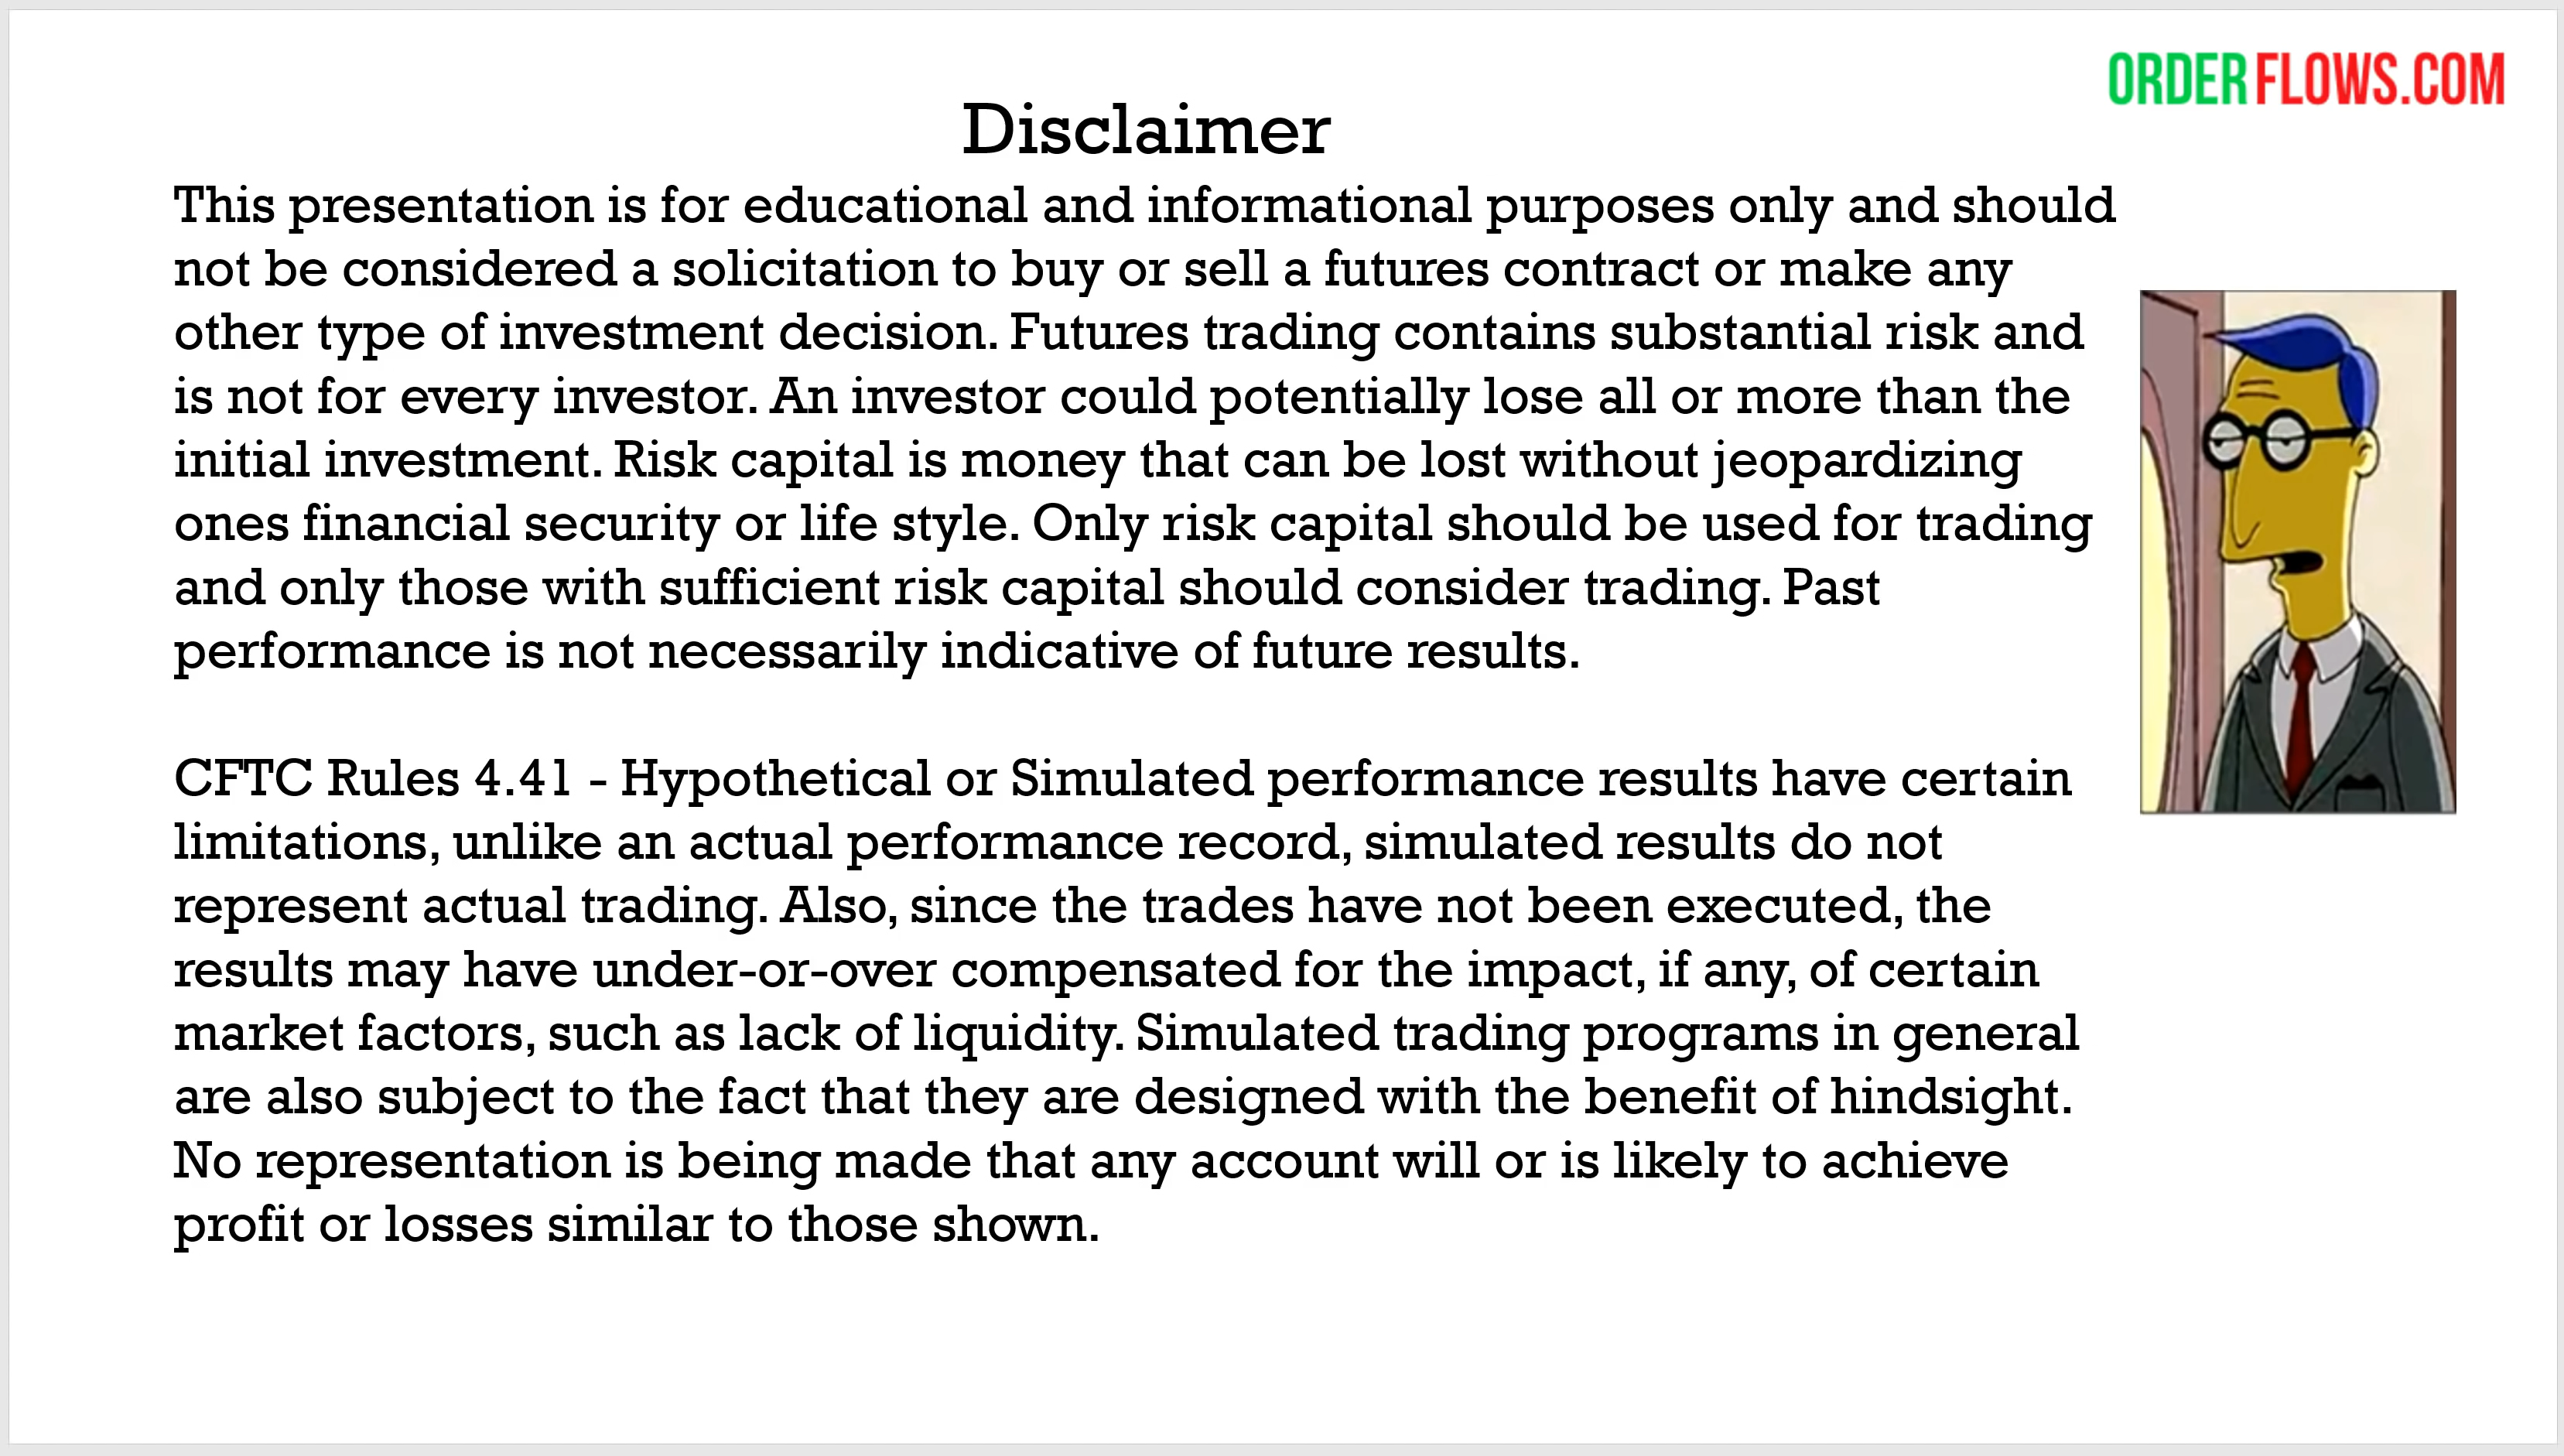 ORDERFLOWS.COM
Disclaimer
This presentation is for educational and informational purposes only and should
not be considered a solicitation to buy or sell a futures contract or make any
other type of investment decision. Futures trading contains substantial risk and
is not for every investor. An investor could potentially lose all or more than the
initial investment. Risk capital is money that can be lost without jeopardizing
ones financial security or life style. Only risk capital should be used for trading
and only those with sufficient risk capital should consider trading. Past
performance is not necessarily indicative of future results.
CFTC Rules 4.41 - Hypothetical or Simulated performance results have certain
limitations, unlike an actual performance record, simulated results do not
represent actual trading. Also, since the trades have not been executed, the
results may have under-or-over compensated for the impact, if any, of certain
market factors, such as lack of liquidity. Simulated trading programs in general
are also subject to the fact that they are designed with the benefit of hindsight.
No representation is being made that any account will or is likely to achieve
profit or losses similar to those shown.